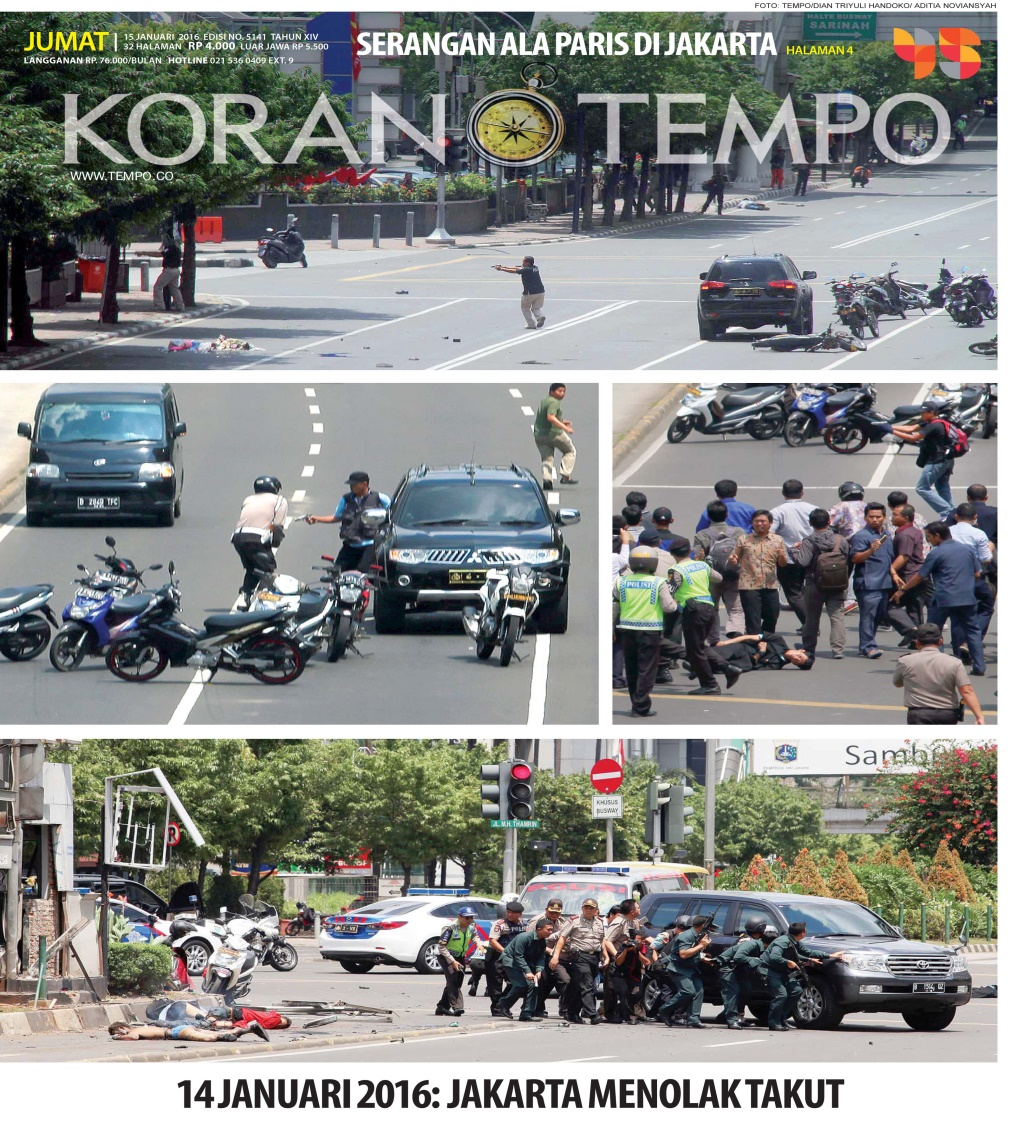 FOTO: TEMPO/DIAN TRIYULI HANDOKO/ ADITIA NOVIANSYAH
HALTE BUSWAY
SARINAH
JUMAT | 15 JANUARI 2016. EDISI NO. 5141 TAHUN XIV
32 HALAMAN RP 4.000 LUAR JAWA RP 5.500
LANGGANAN RP. 76.000/BULAN HOTLINE 021 536 0409 EXT. 9
SERANGAN ALA PARIS DI JAKARTA HALAMAN 4
KORAN TEMPO
WWW.TEMPO.CO
POLISI
Samb
KHUSUS
BUSWAY
JL. M.H. THAMRIN
14 JANUARI 2016: JAKARTA MENOLAK TAKUT